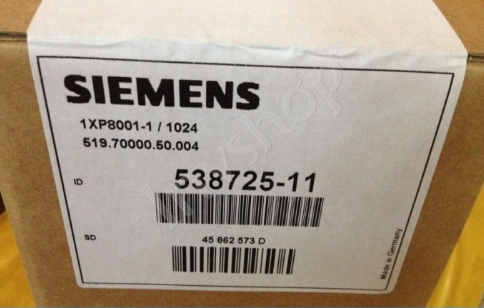 SIEMENS
1XP8001-1 / 1024
519.70000.50.004
ID 538725-11
SD 45 862 573 D
Made in Germany